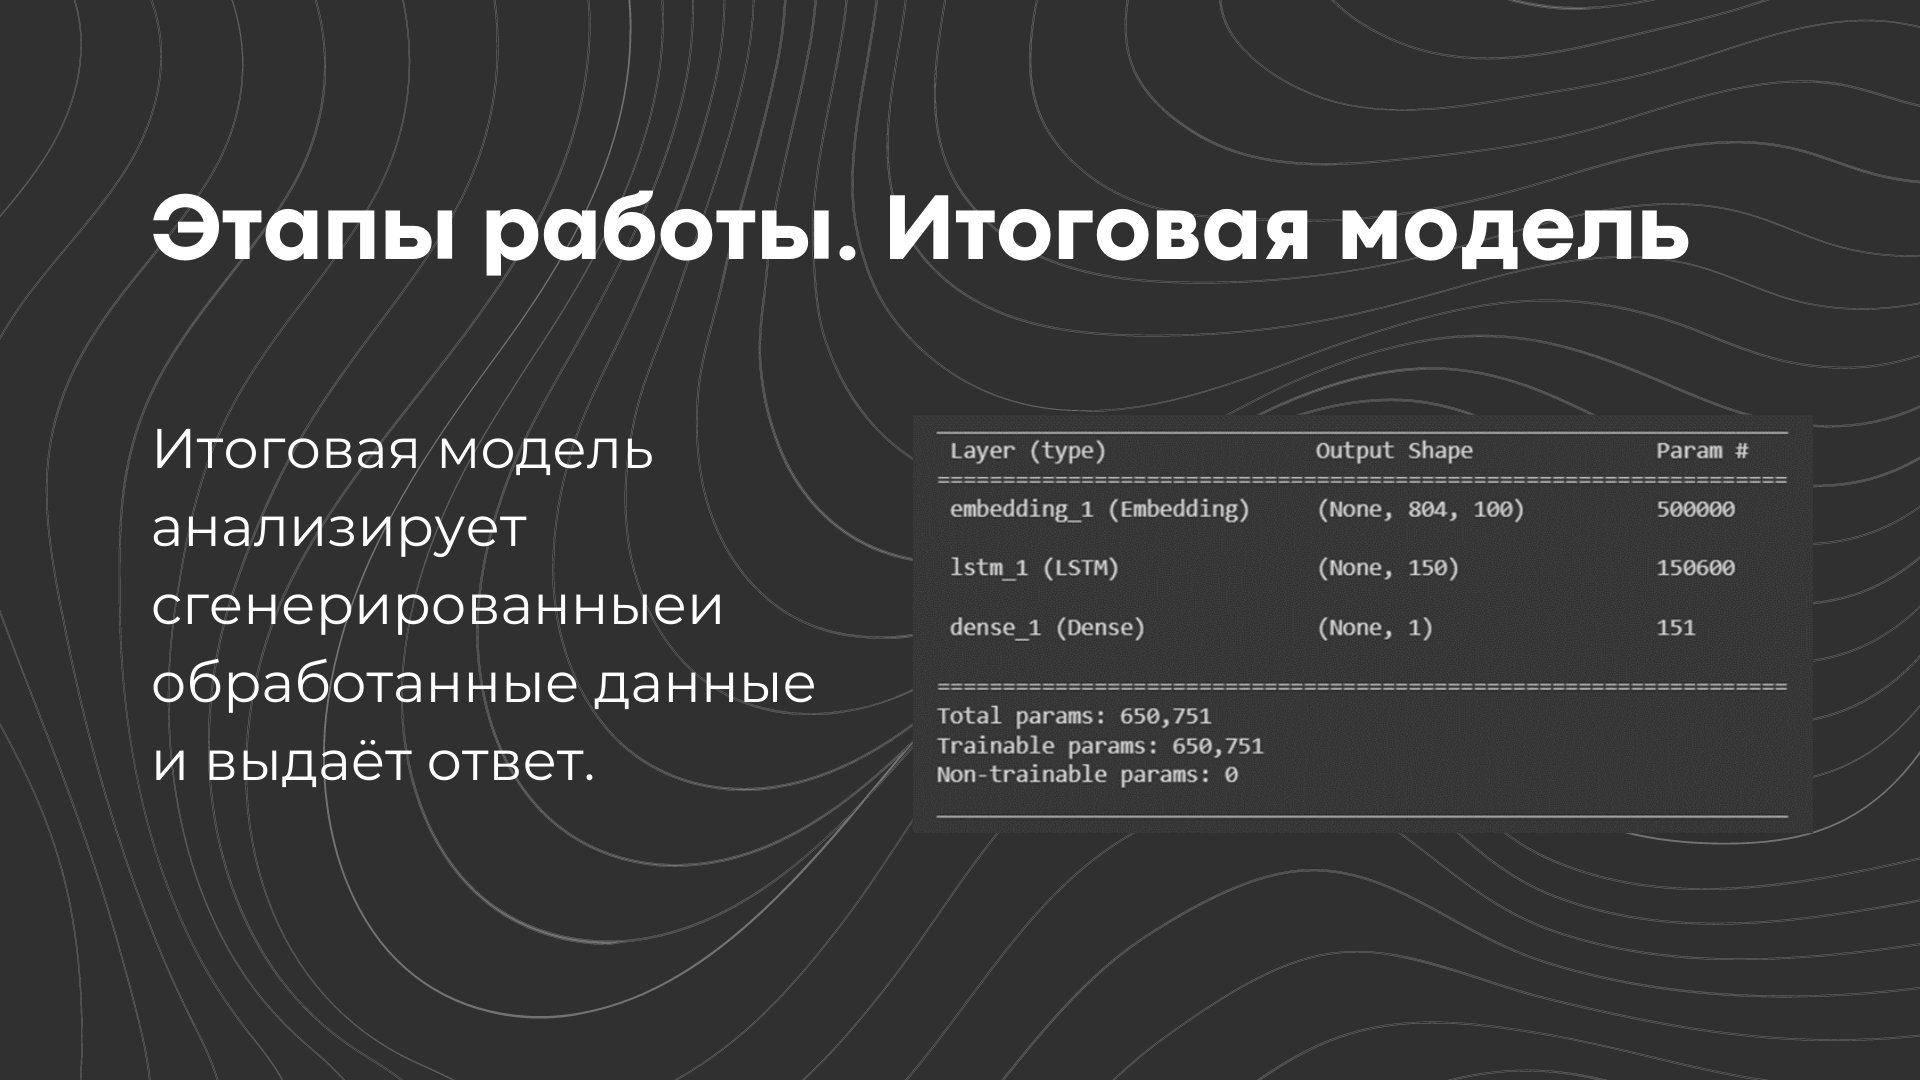 Этапы работы. Итоговая модель
Итоговая модель
анализирует
сгенерированныеи
обработанные данные
и выдаёт ответ.
Layer (type) Output Shape Param #
=================================================================
embedding_1 (Embedding) (None, 804, 100) 500000
lstm_1 (LSTM) (None, 150) 150600
dense_1 (Dense) (None, 1) 151
=================================================================
Total params: 650,751
Trainable params: 650,751
Non-trainable params: 0